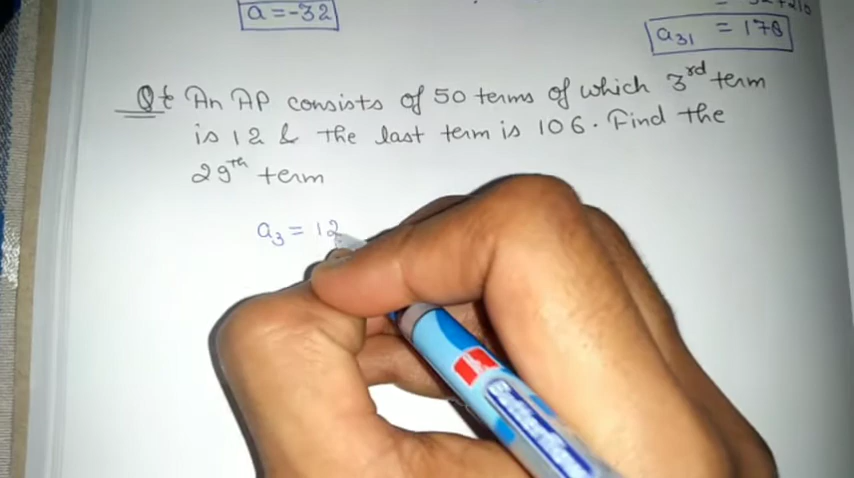 a = -32
a31 = 178
Q: An AP consists of 50 terms of which 3rd term
is 12 & the last term is 106. Find the
29th term
a3 = 12